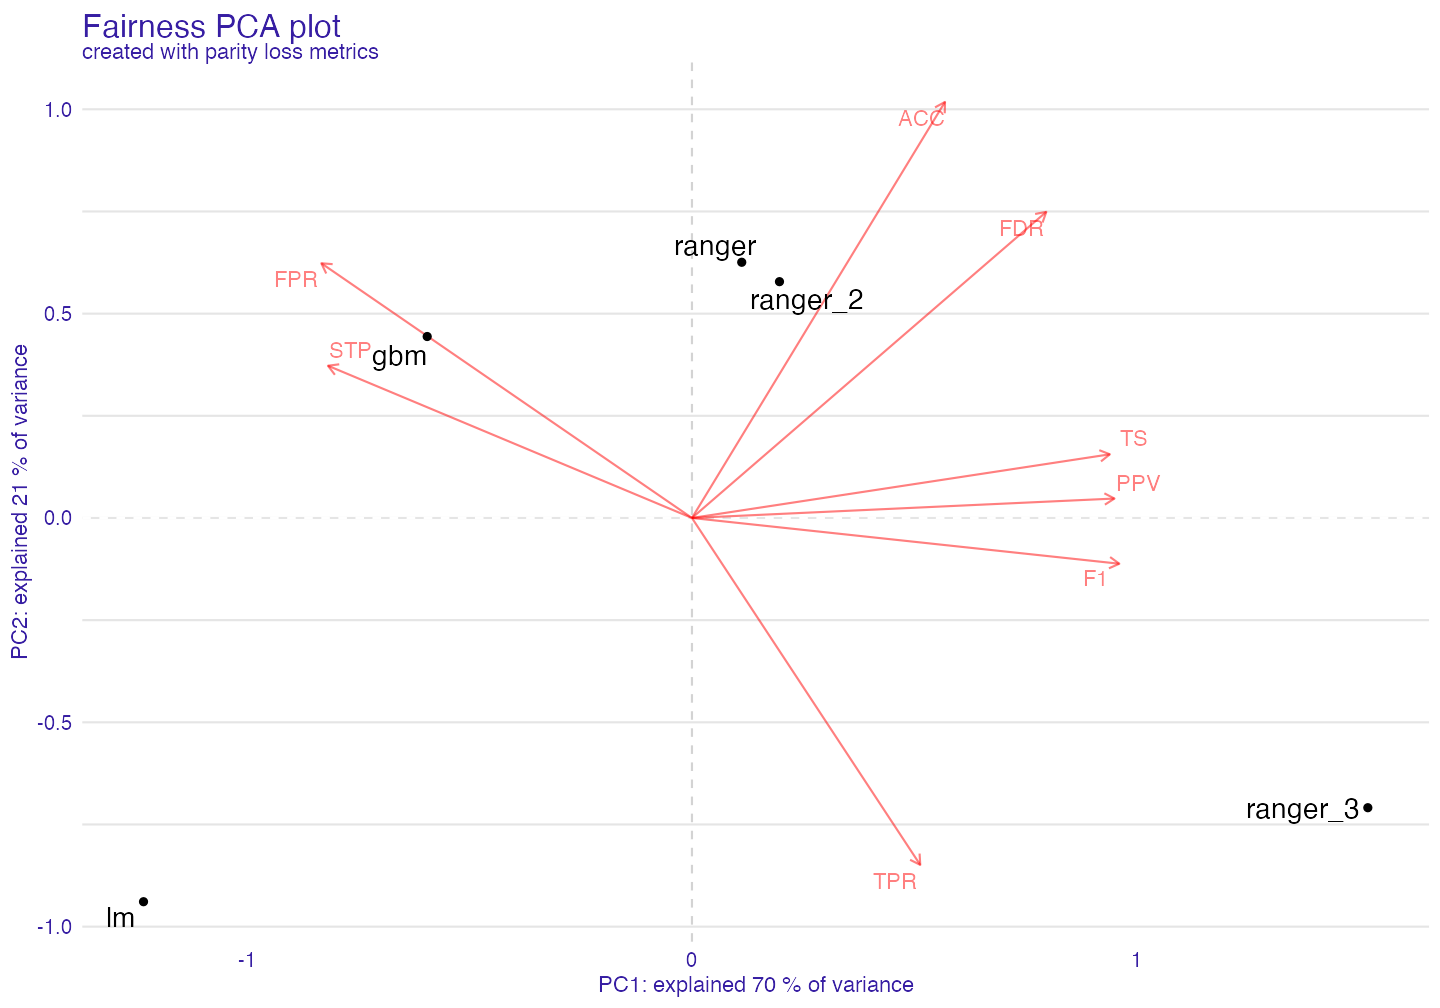 Fairness PCA plot
created with parity loss metrics
1.0
ACC
FDR
ranger
FPR
ranger_2
0.5
STP
gbm
TS
PPV
0.0
F1
PC2: explained 21 % of variance
-0.5
ranger_3
TPR
lm
-1.0
-1
0
1
PC1: explained 70 % of variance